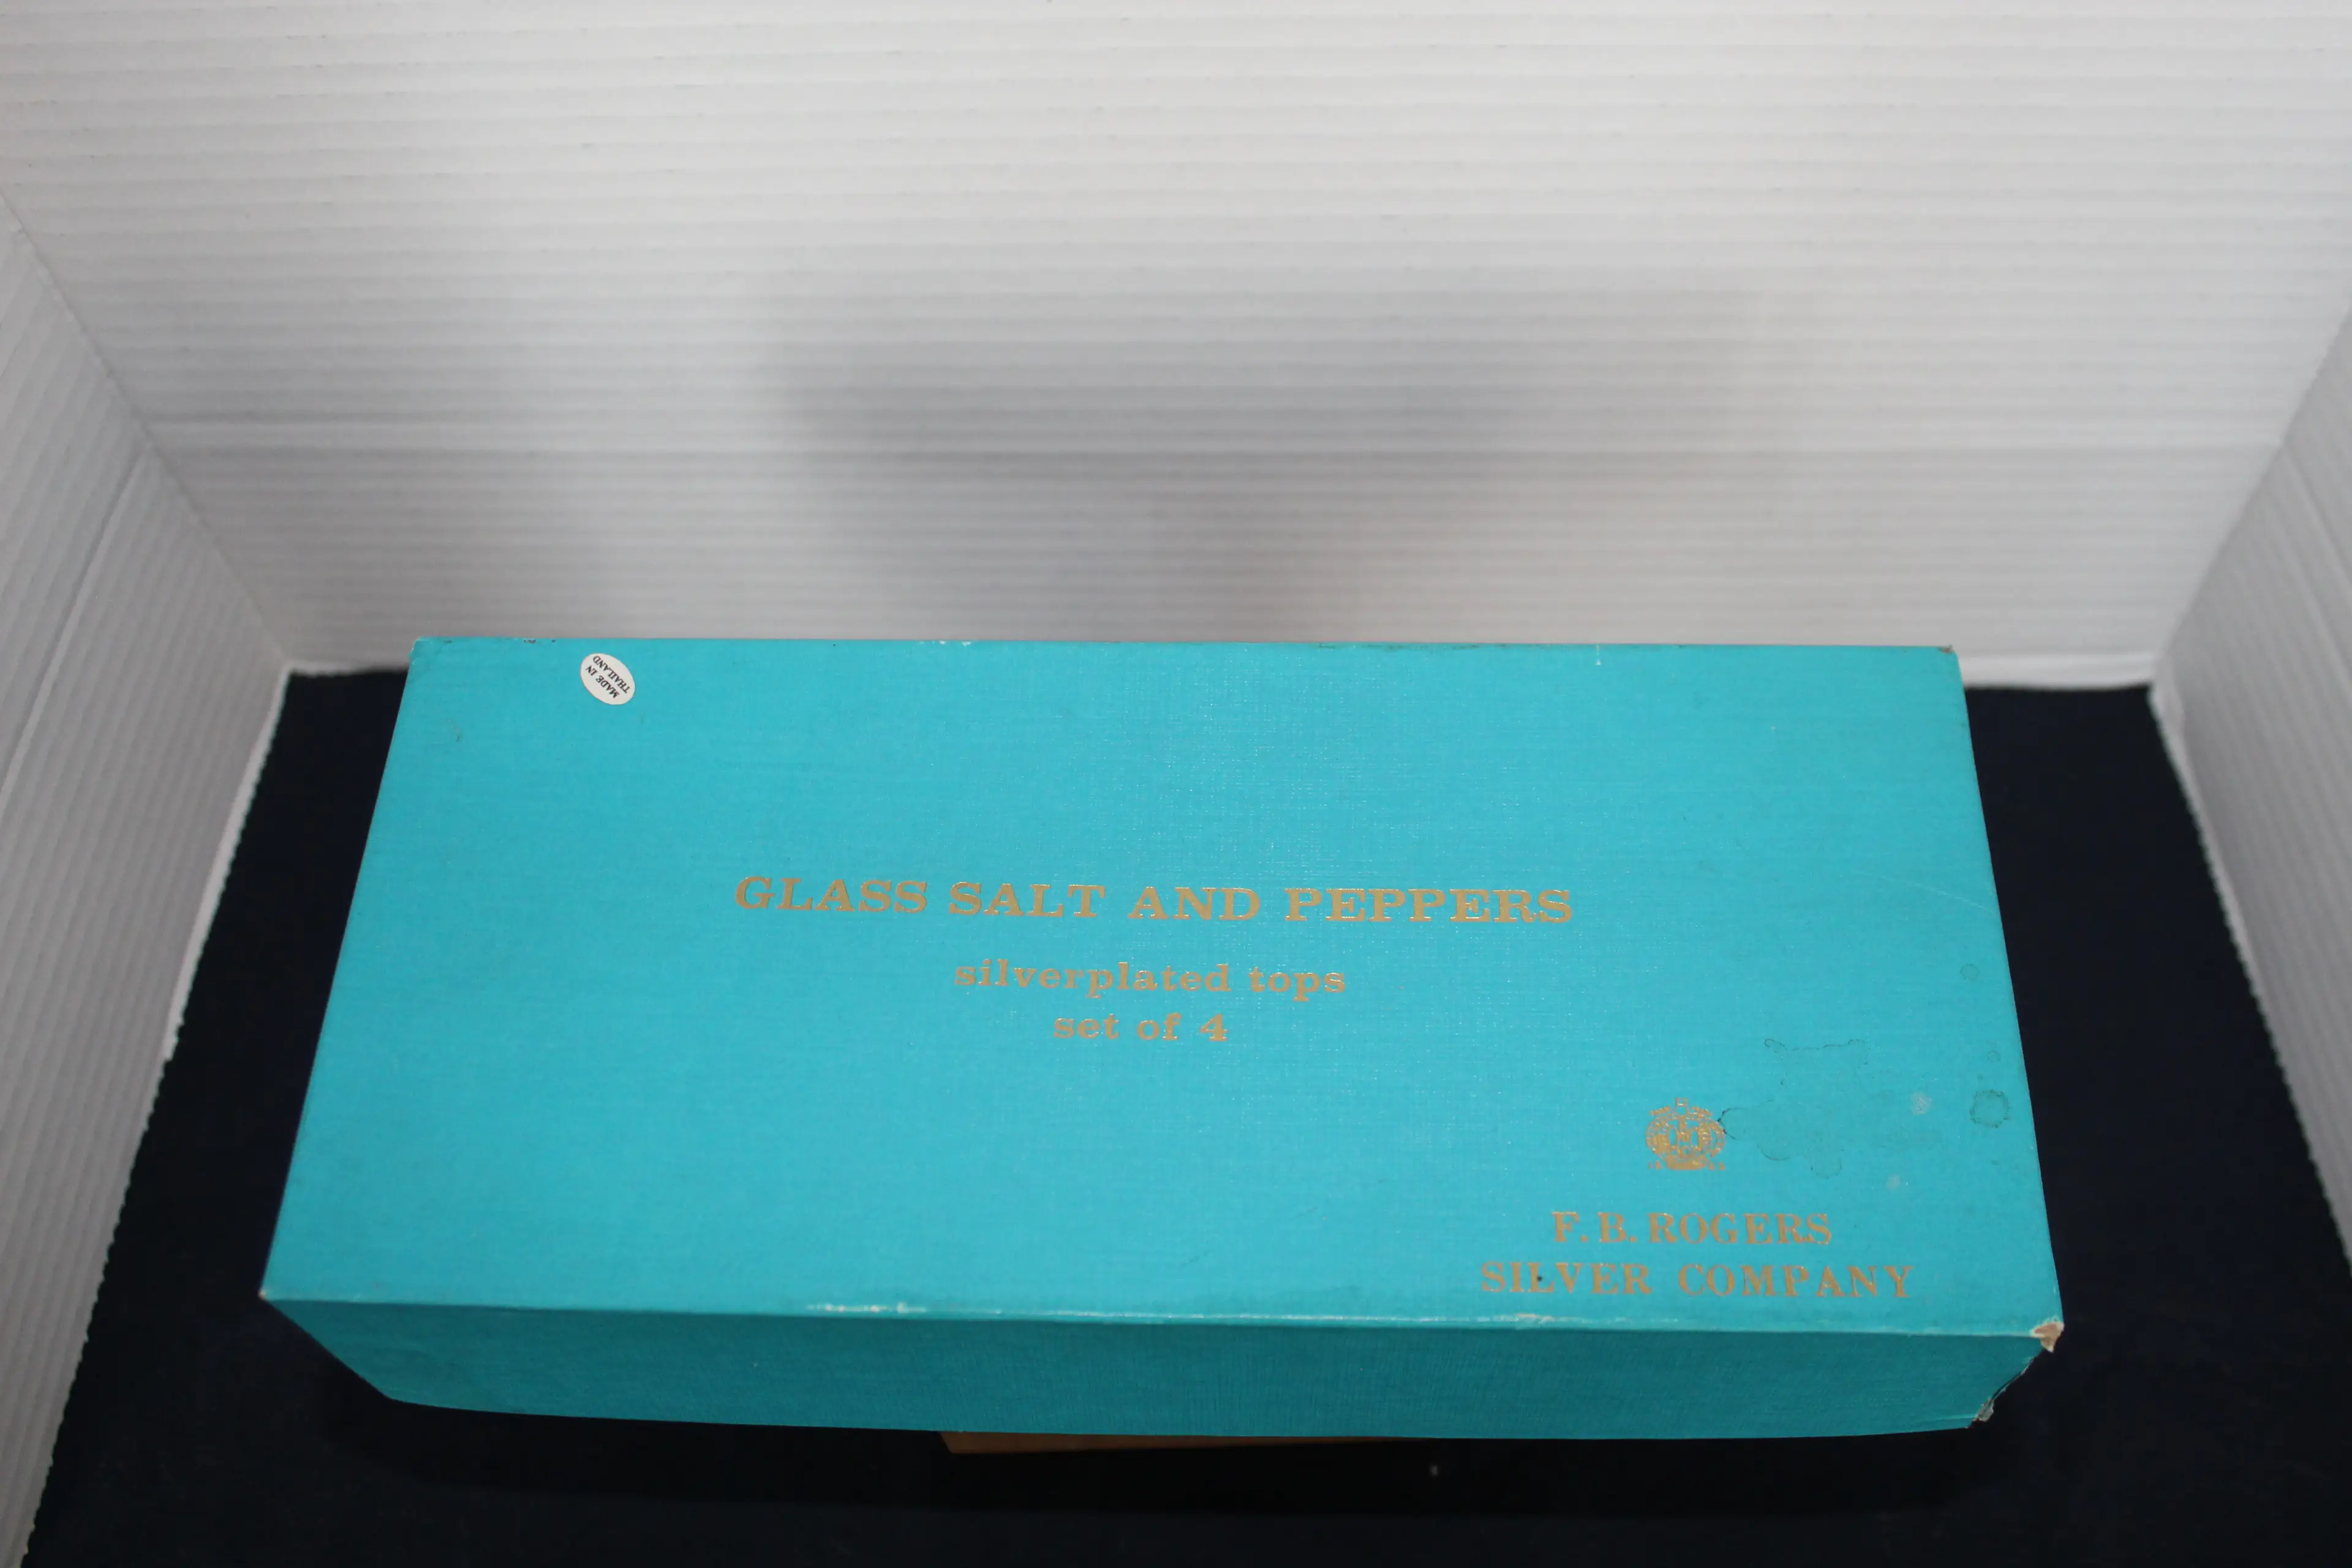 MADE IN
THAILAND
GLASS SALT AND PEPPERS
silverplated tops
set of 4
F. B. ROGERS
SILVER COMPANY